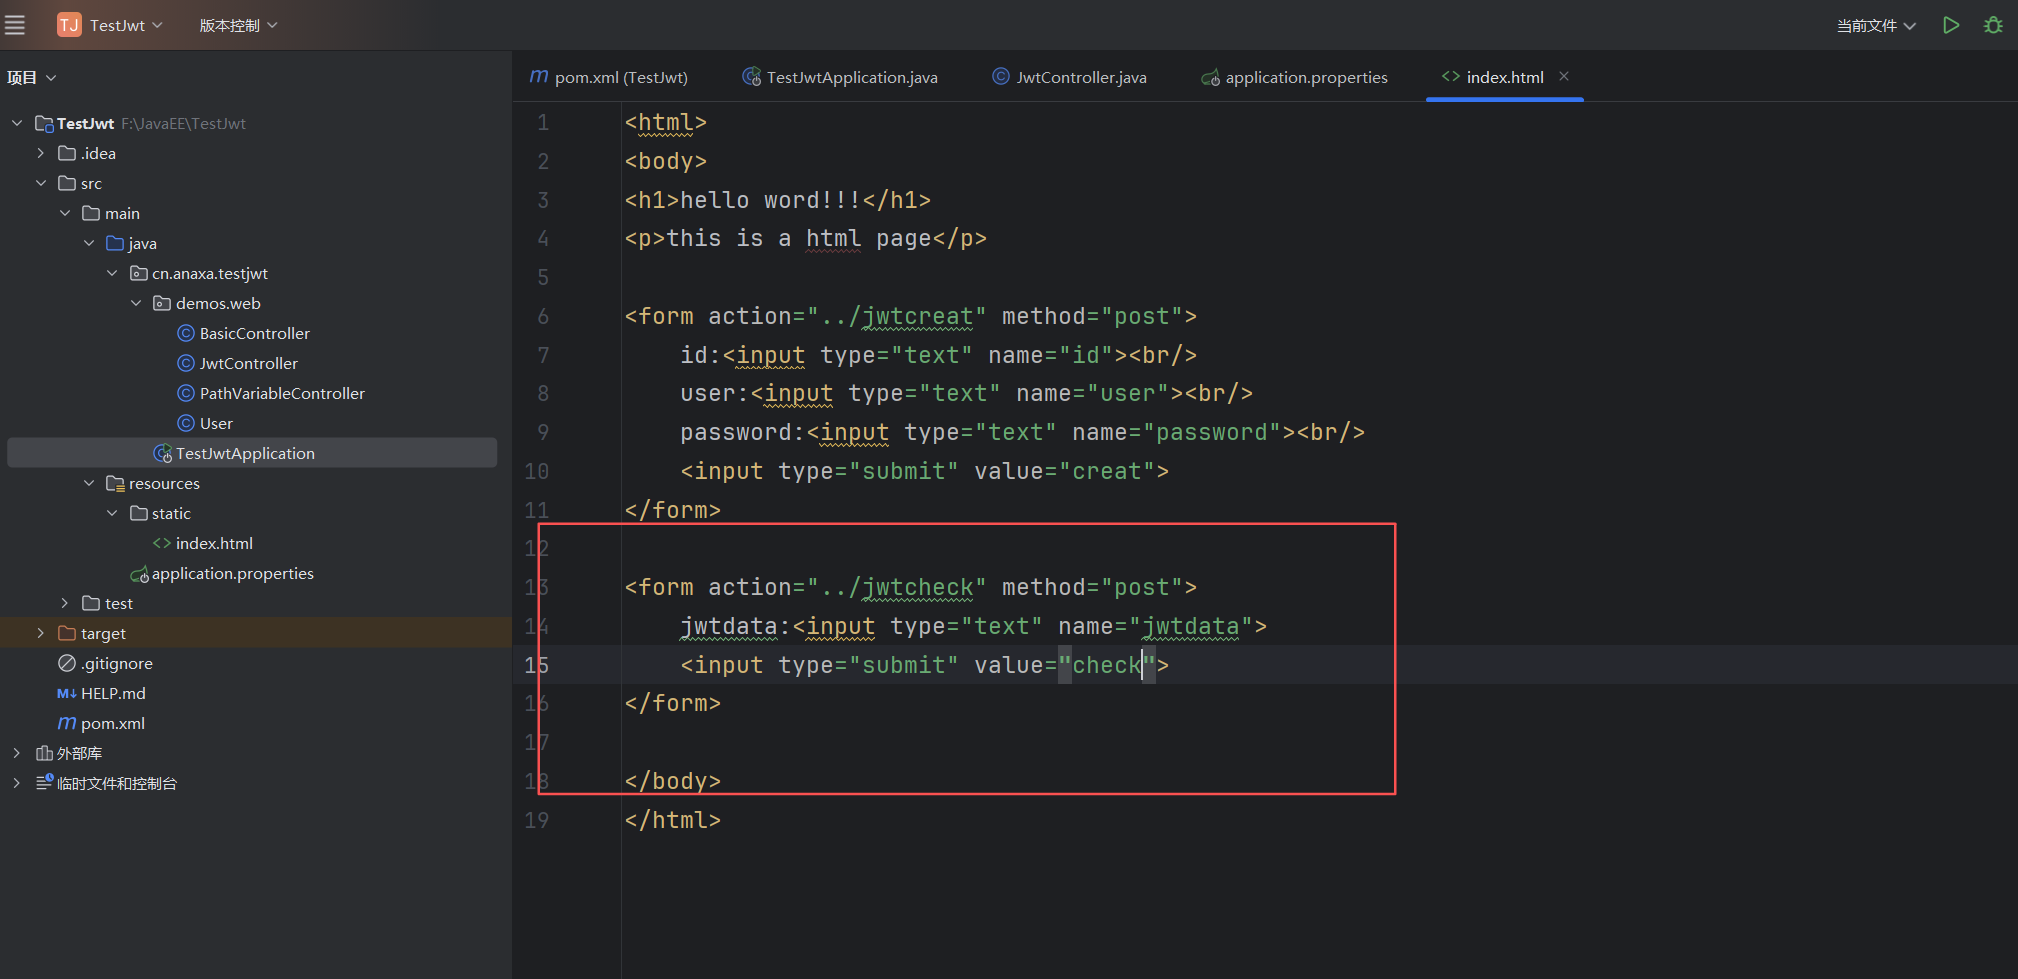 TJ TestJwt 版本控制 当前文件
项目
TestJwt F:\JavaEE\TestJwt
.idea
src
main
java
cn.anaxa.testjwt
demos.web
BasicController
JwtController
PathVariableController
User
TestJwtApplication
resources
static
index.html
application.properties
test
target
.gitignore
M↓ HELP.md
m pom.xml
外部库
临时文件和控制台
m pom.xml (TestJwt) TestJwtApplication.java JwtController.java application.properties index.html
1 <html>
2 <body>
3 <h1>hello word!!!</h1>
4 <p>this is a html page</p>
5
6 <form action="../jwtcreat" method="post">
7     id:<input type="text" name="id"><br/>
8     user:<input type="text" name="user"><br/>
9     password:<input type="text" name="password"><br/>
10     <input type="submit" value="creat">
11 </form>
12
13 <form action="../jwtcheck" method="post">
14     jwtdata:<input type="text" name="jwtdata">
15     <input type="submit" value="check">
16 </form>
17
18 </body>
19 </html>